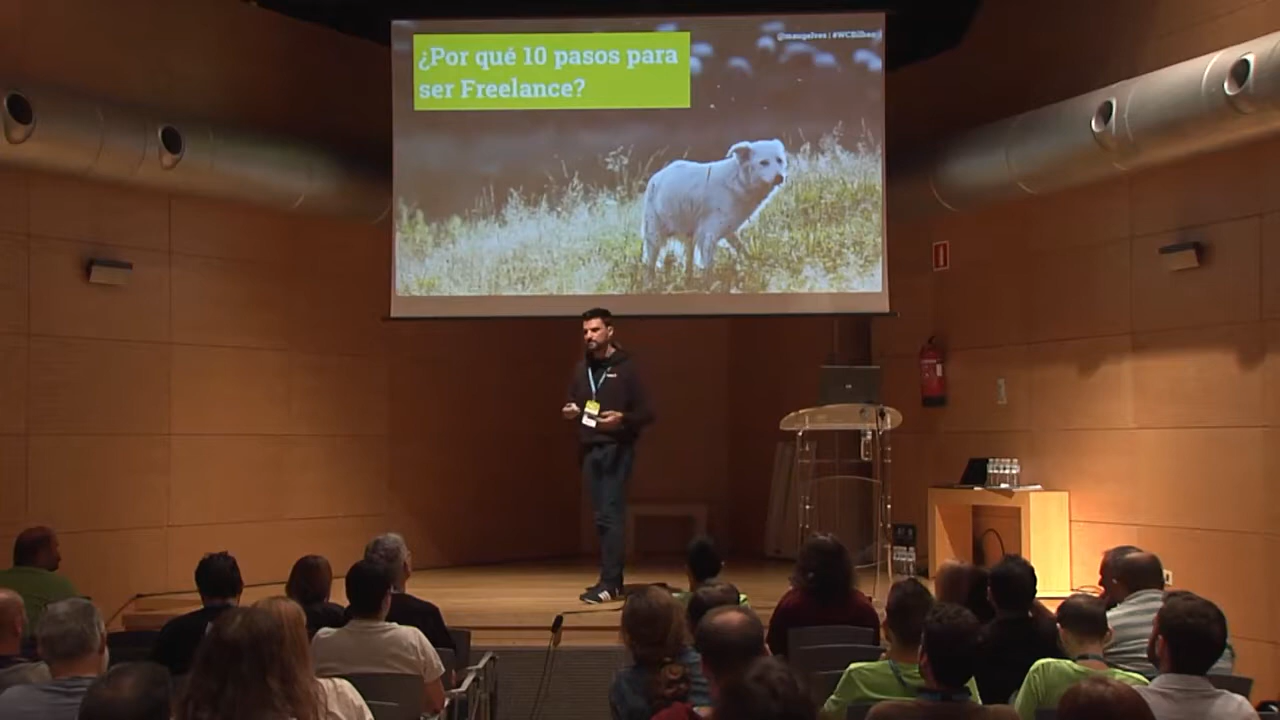 ¿Por qué 10 pasos para
ser Freelance?
@maugelves | #WCBilbao